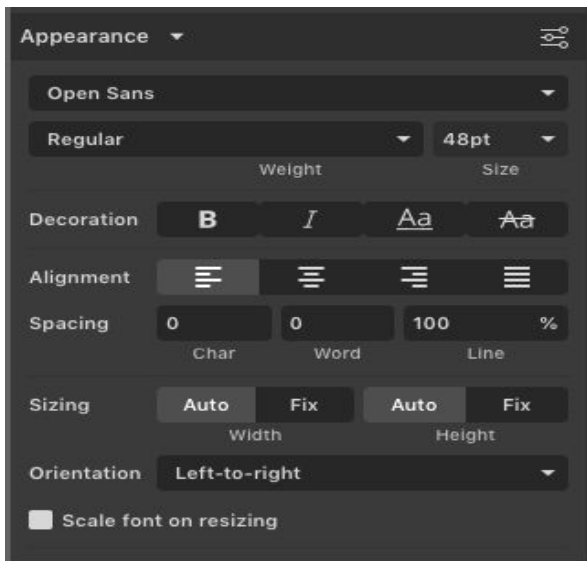 Appearance
Open Sans
Regular 48pt
Weight Size
Decoration B I Aa Aa
Alignment
Spacing 0 0 100 %
Char Word Line
Sizing Auto Fix Auto Fix
Width Height
Orientation Left-to-right
Scale font on resizing